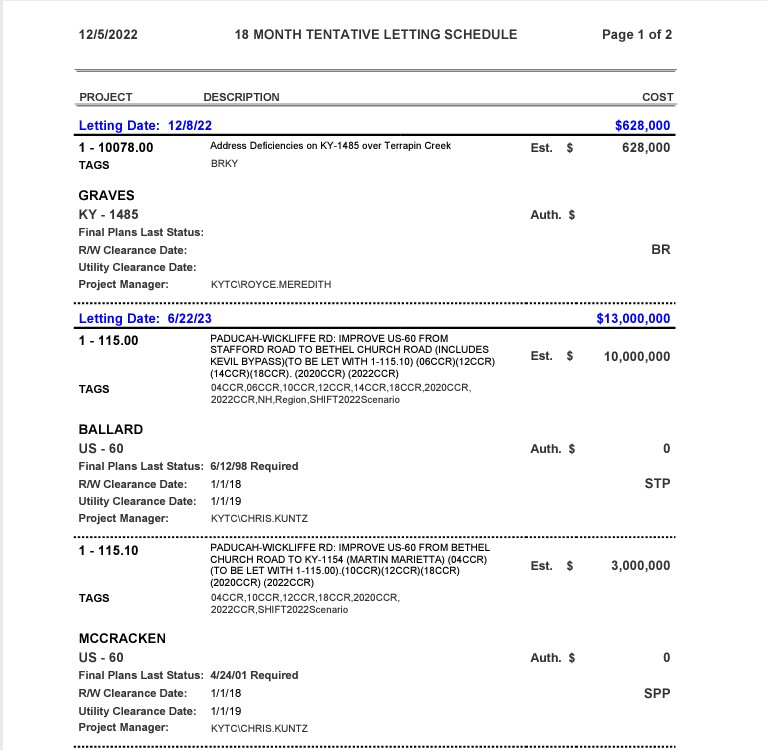 12/5/2022 18 MONTH TENTATIVE LETTING SCHEDULE Page 1 of 2
PROJECT DESCRIPTION COST
Letting Date: 12/8/22 $628,000
1 - 10078.00 Address Deficiencies on KY-1485 over Terrapin Creek Est. $ 628,000
TAGS BRKY
GRAVES
KY - 1485 Auth. $
Final Plans Last Status:
R/W Clearance Date: BR
Utility Clearance Date:
Project Manager: KYTC\ROYCE.MEREDITH
Letting Date: 6/22/23 $13,000,000
1 - 115.00 PADUCAH-WICKLIFFE RD: IMPROVE US-60 FROM
STAFFORD ROAD TO BETHEL CHURCH ROAD (INCLUDES
KEVIL BYPASS)(TO BE LET WITH 1-115.10) (06CCR)(12CCR) Est. $ 10,000,000
(14CCR)(18CCR). (2020CCR) (2022CCR)
TAGS 04CCR,06CCR,10CCR,12CCR,14CCR,18CCR,2020CCR,
2022CCR,NH,Region,SHIFT2022Scenario
BALLARD
US - 60 Auth. $ 0
Final Plans Last Status: 6/12/98 Required
R/W Clearance Date: 1/1/18 STP
Utility Clearance Date: 1/1/19
Project Manager: KYTC\CHRIS.KUNTZ
1 - 115.10 PADUCAH-WICKLIFFE RD: IMPROVE US-60 FROM BETHEL
CHURCH ROAD TO KY-1154 (MARTIN MARIETTA) (04CCR)
(TO BE LET WITH 1-115.00).(10CCR)(12CCR)(18CCR) Est. $ 3,000,000
(2020CCR) (2022CCR)
TAGS 04CCR,10CCR,12CCR,18CCR,2020CCR,
2022CCR,SHIFT2022Scenario
MCCRACKEN
US - 60 Auth. $ 0
Final Plans Last Status: 4/24/01 Required
R/W Clearance Date: 1/1/18 SPP
Utility Clearance Date: 1/1/19
Project Manager: KYTC\CHRIS.KUNTZ